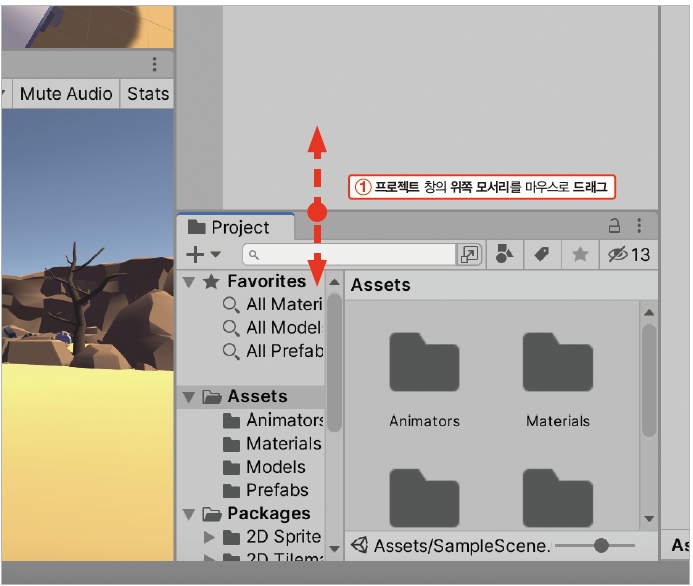 Mute Audio
Stats
① 프로젝트 창의 위쪽 모서리를 마우스로 드래그
Project
13
Favorites
All Materi
All Models
All Prefab
Assets
Animators
Materials
Models
Prefabs
Packages
2D Sprite
2D Tilema
Assets
Animators
Materials
Assets/SampleScene.
As